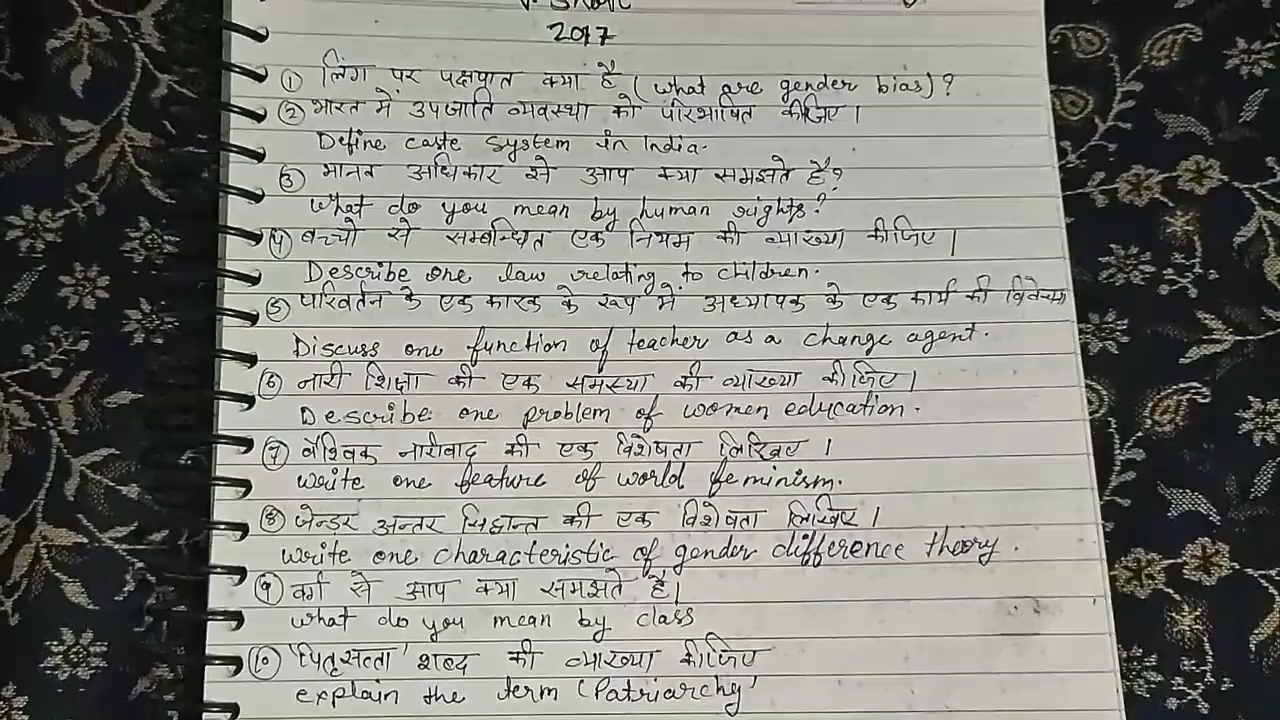 2017
① लिंग पर पक्षपात क्या है (what are gender bias)?
② भारत में उपजाति व्यवस्था को परिभाषित कीजिए।
Define caste system in India.
③ मानव अधिकार से आप क्या समझते है?
what do you mean by human rights?
④ बच्चो से सम्बन्धित एक नियम की व्याख्या कीजिए।
Describe one law relating to children.
⑤ परिवर्तन के एक कारक के रूप में अध्यापक के एक कार्य की
Discuss one function of teacher as a change agent.
⑥ नारी शिक्षा की एक समस्या की व्याख्या कीजिए।
Describe one problem of women education.
⑦ वैश्विक नारीवाद की एक विशेषता लिखिए।
write one feature of world feminism.
⑧ जेन्डर अन्तर सिद्धान्त की एक विशेषता लिखिए।
write one characteristic of gender difference theory.
⑨ वर्ग से आप क्या समझते है।
what do you mean by class
⑩ 'पितृसत्ता' शब्द की व्याख्या कीजिए
explain the term (Patriarchy'